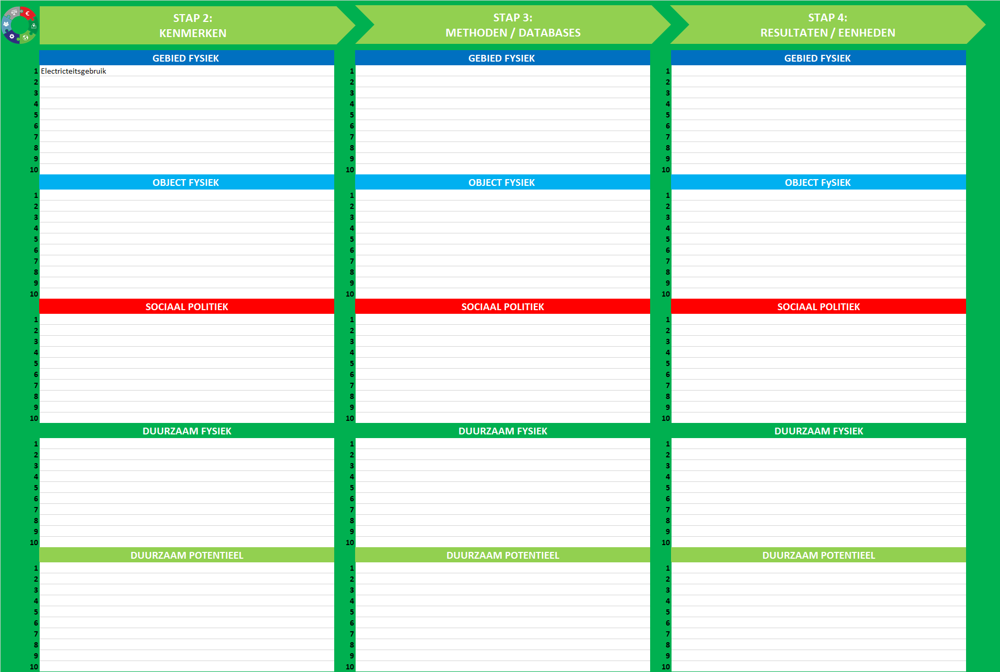 STAP 2:
KENMERKEN
STAP 3:
METHODEN / DATABASES
STAP 4:
RESULTATEN / EENHEDEN
GEBIED FYSIEK
GEBIED FYSIEK
GEBIED FYSIEK
1 Electriciteitsgebruik 1 1
2 2 2
3 3 3
4 4 4
5 5 5
6 6 6
7 7 7
8 8 8
9 9 9
10 10 10
OBJECT FYSIEK
OBJECT FYSIEK
OBJECT FySIEK
1 1 1
2 2 2
3 3 3
4 4 4
5 5 5
6 6 6
7 7 7
8 8 8
9 9 9
10 10 10
SOCIAAL POLITIEK
SOCIAAL POLITIEK
SOCIAAL POLITIEK
1 1 1
2 2 2
3 3 3
4 4 4
5 5 5
6 6 6
7 7 7
8 8 8
9 9 9
10 10 10
DUURZAAM FYSIEK
DUURZAAM FYSIEK
DUURZAAM FYSIEK
1 1 1
2 2 2
3 3 3
4 4 4
5 5 5
6 6 6
7 7 7
8 8 8
9 9 9
10 10 10
DUURZAAM POTENTIEEL
DUURZAAM POTENTIEEL
DUURZAAM POTENTIEEL
1 1 1
2 2 2
3 3 3
4 4 4
5 5 5
6 6 6
7 7 7
8 8 8
9 9 9
10 10 10